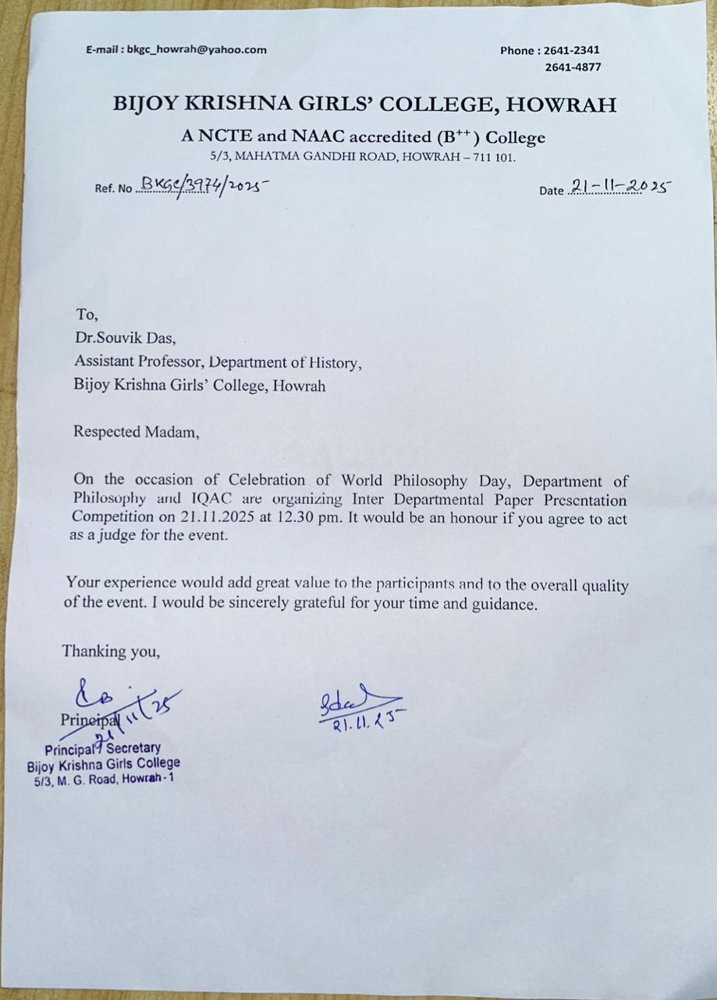 E-mail : bkgc_howrah@yahoo.com
Phone : 2641-2341
2641-4877
BIJOY KRISHNA GIRLS' COLLEGE, HOWRAH
A NCTE and NAAC accredited (B++) College
5/3, MAHATMA GANDHI ROAD, HOWRAH – 711 101.
Ref. No BKGC/3974/2025
Date 21-11-2025
To,
Dr.Souvik Das,
Assistant Professor, Department of History,
Bijoy Krishna Girls' College, Howrah
Respected Madam,
On the occasion of Celebration of World Philosophy Day, Department of
Philosophy and IQAC are organizing Inter Departmental Paper Presentation
Competition on 21.11.2025 at 12.30 pm. It would be an honour if you agree to act
as a judge for the event.
Your experience would add great value to the participants and to the overall quality
of the event. I would be sincerely grateful for your time and guidance.
Thanking you,
21/11/25
Principal
21.11.25
Principal Secretary
Bijoy Krishna Girls College
5/3, M. G. Road, Howrah-1